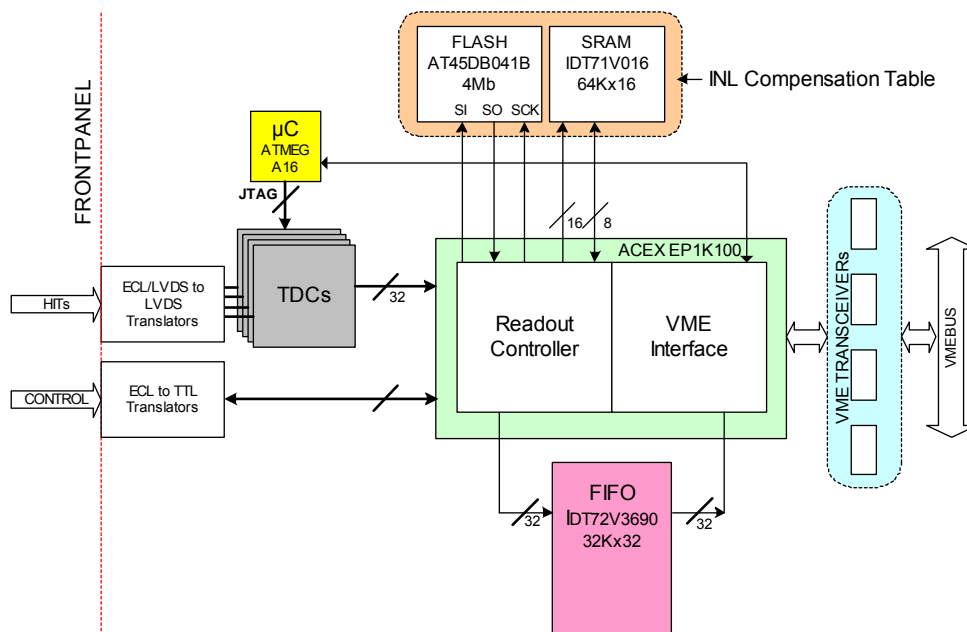 FLASH
AT45DB041B
4Mb
SI SO SCK
SRAM
IDT71V016
64Kx16
INL Compensation Table
FRONTPANEL
µC
ATMEG
A16
JTAG
16
8
ACEX EP1K100
HITs
ECL/LVDS to
LVDS
Translators
TDCs
32
Readout
Controller
VME
Interface
VME TRANSCEIVERs
VMEBUS
CONTROL
ECL to TTL
Translators
32
FIFO
IDT72V3690
32Kx32
32